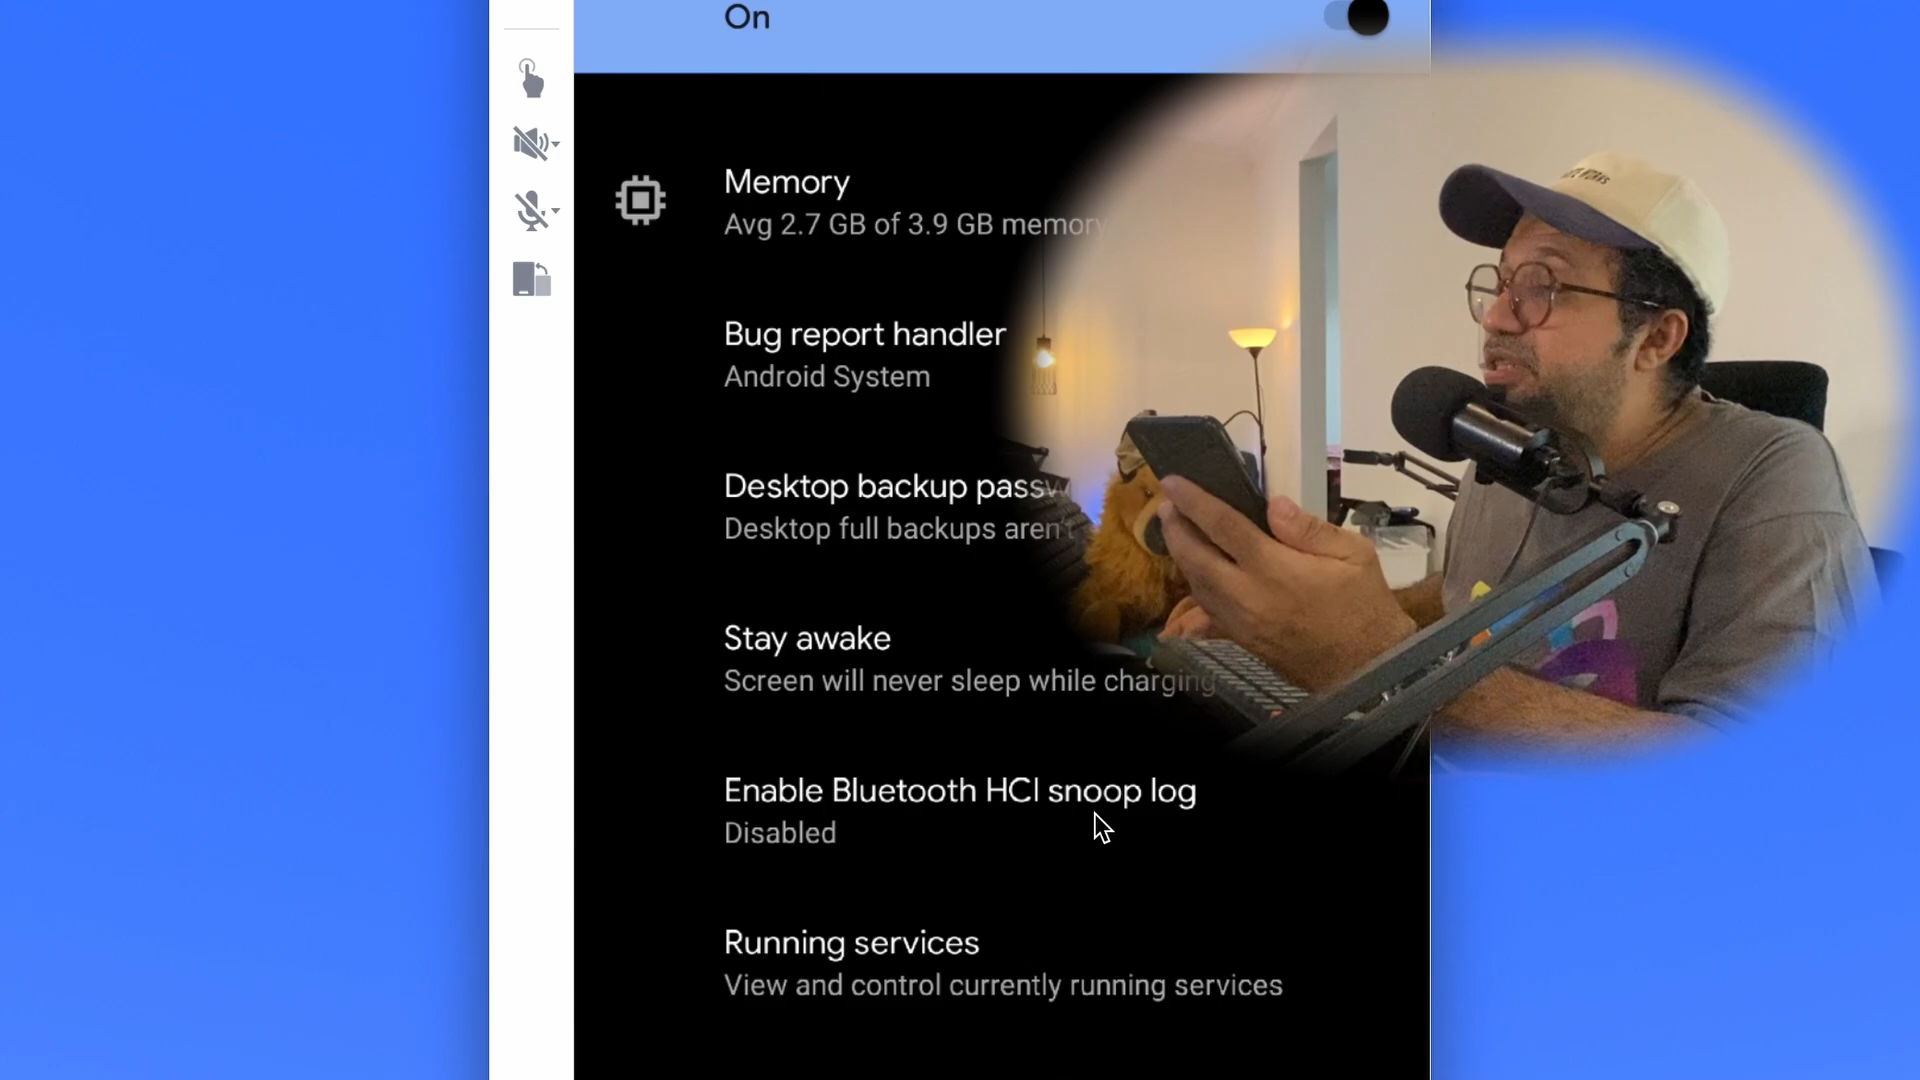 On
Memory
Avg 2.7 GB of 3.9 GB memory
Bug report handler
Android System
Desktop backup
Desktop full backups aren't
Stay awake
Screen will never sleep while charging
Enable Bluetooth HCI snoop log
Disabled
Running services
View and control currently running services